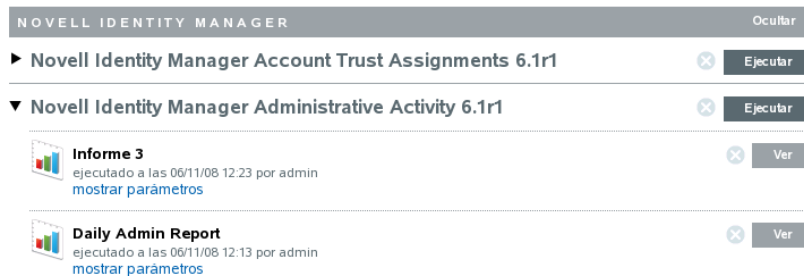 NOVELL IDENTITY MANAGER Ocultar
Novell Identity Manager Account Trust Assignments 6.1r1 Ejecutar
Novell Identity Manager Administrative Activity 6.1r1 Ejecutar
Informe 3 Ver
ejecutado a las 06/11/08 12:23 por admin
mostrar parámetros
Daily Admin Report Ver
ejecutado a las 06/11/08 12:13 por admin
mostrar parámetros